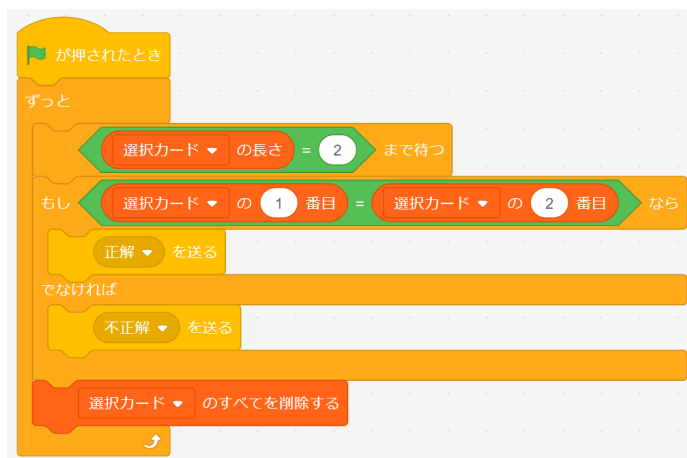 が押されたとき
ずっと
選択カード の長さ = 2 まで待つ
もし 選択カード の 1 番目 = 選択カード の 2 番目 なら
正解 を送る
でなければ
不正解 を送る
選択カード のすべてを削除する